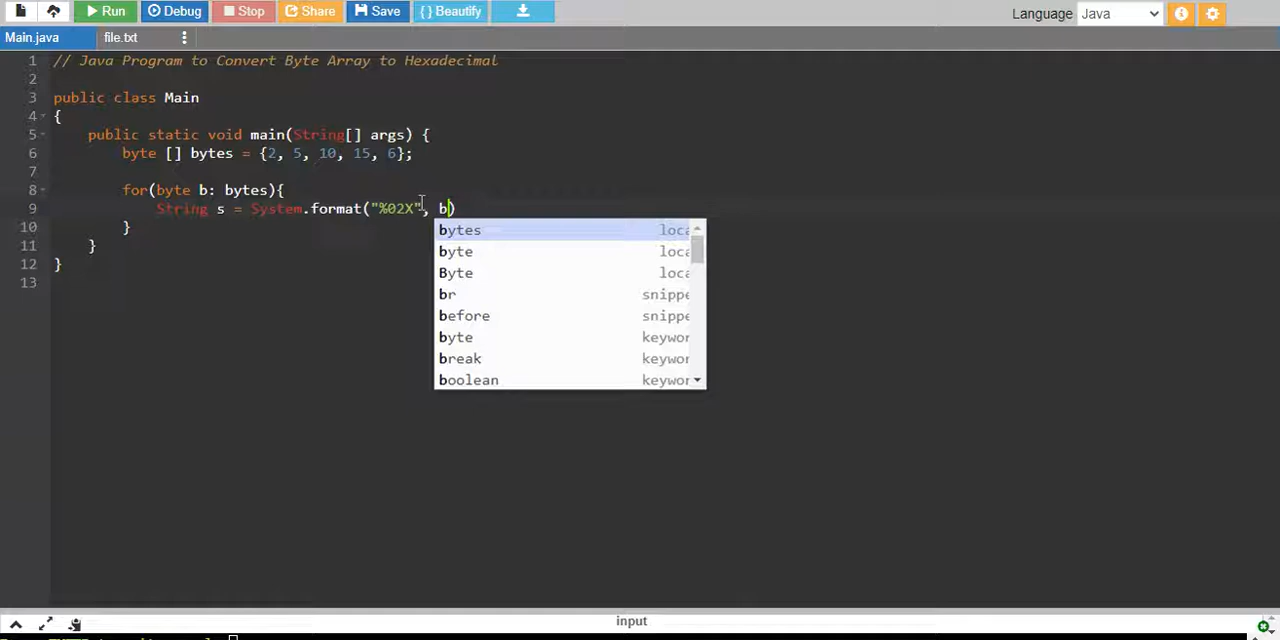 Run Debug Stop Share Save { } Beautify Language Java
Main.java file.txt
1 // Java Program to Convert Byte Array to Hexadecimal
2
3 public class Main
4 {
5 public static void main(String[] args) {
6 byte [] bytes = {2, 5, 10, 15, 6};
7
8 for(byte b: bytes){
9 String s = System.format("%02X", b)
10 }
11 }
12 }
13
bytes loca
byte loca
Byte loca
br snippe
before snippe
byte keywor
break keywor
boolean keywor
input